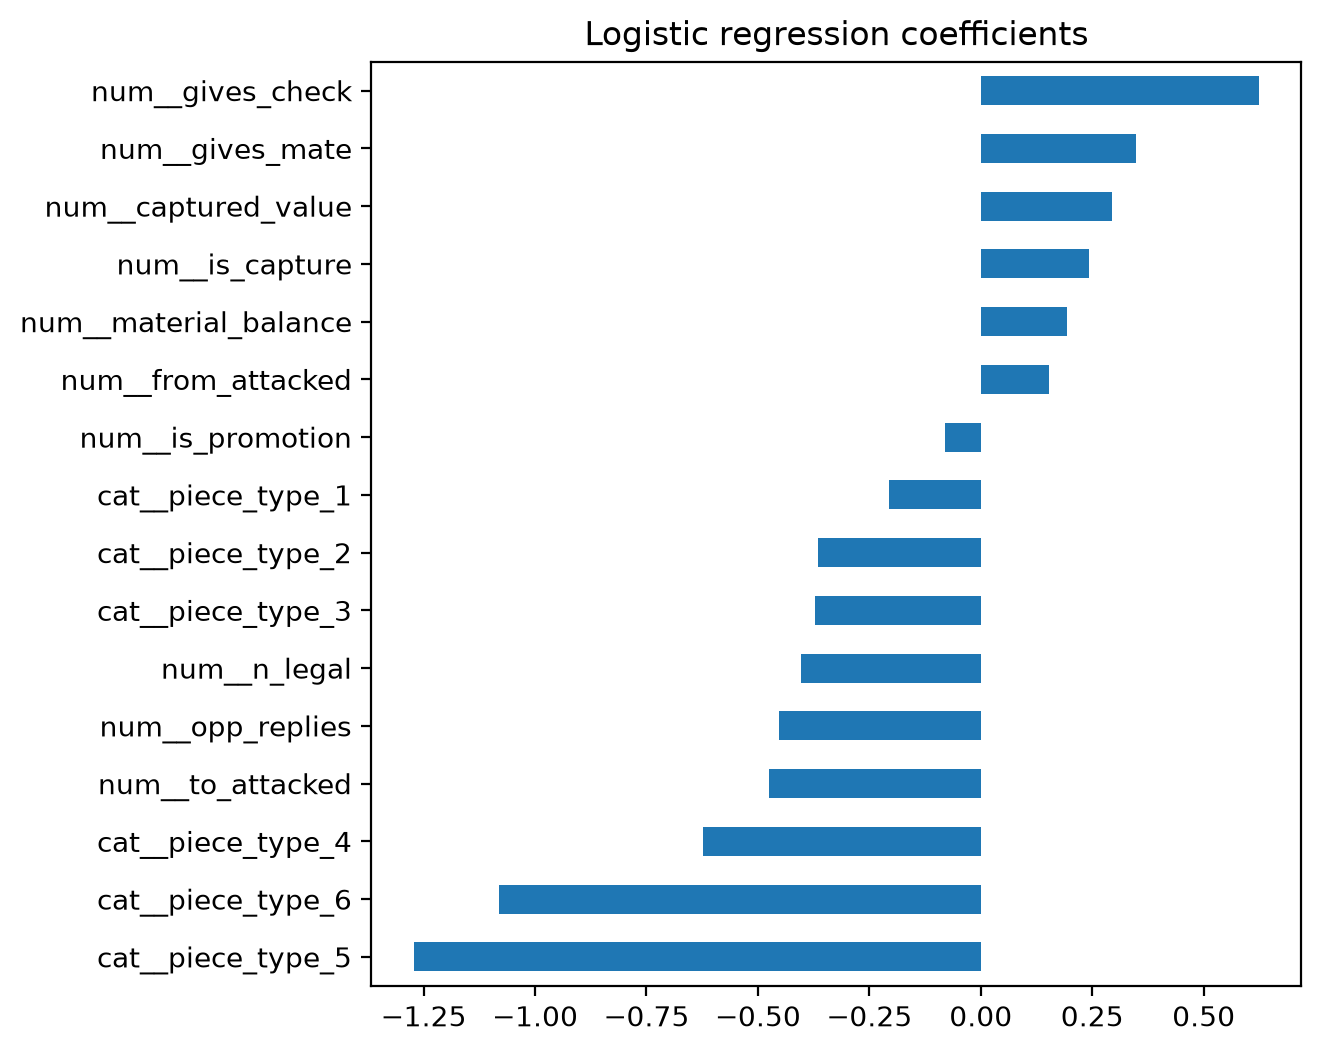 Logistic regression coefficients
num__gives_check
num__gives_mate
num__captured_value
num__is_capture
num__material_balance
num__from_attacked
num__is_promotion
cat__piece_type_1
cat__piece_type_2
cat__piece_type_3
num__n_legal
num__opp_replies
num__to_attacked
cat__piece_type_4
cat__piece_type_6
cat__piece_type_5
−1.25 −1.00 −0.75 −0.50 −0.25 0.00 0.25 0.50